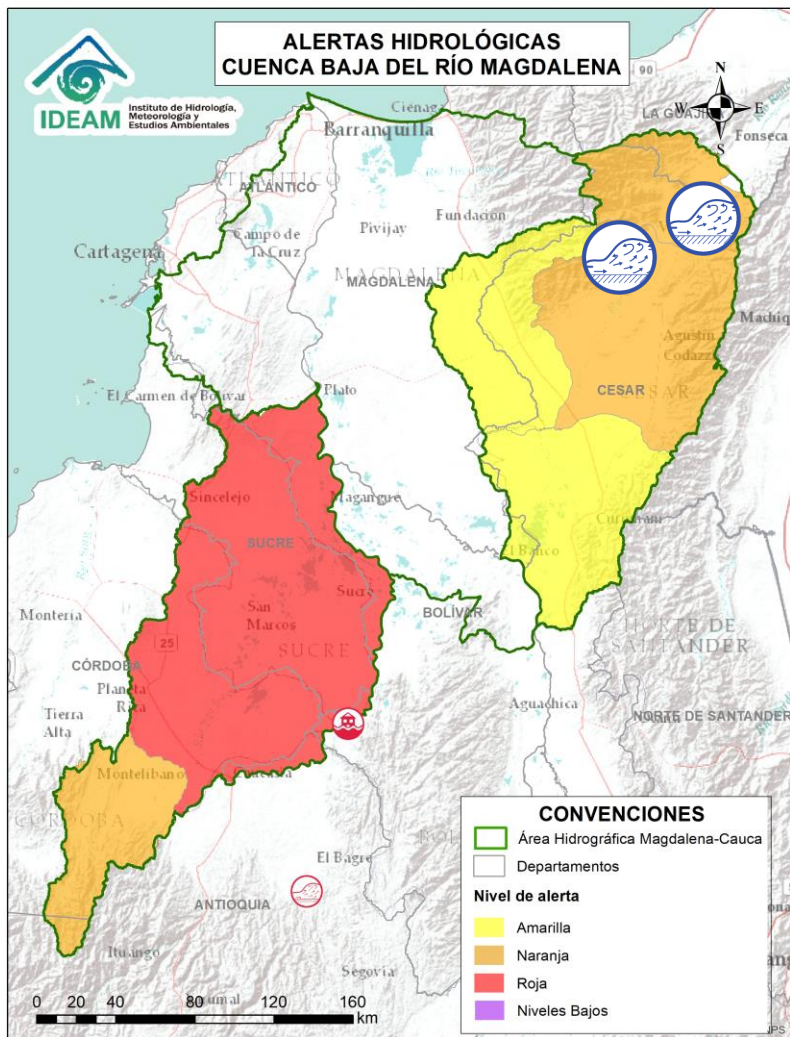 ALERTAS HIDROLÓGICAS
CUENCA BAJA DEL RÍO MAGDALENA
IDEAM
Instituto de Hidrología,
Meteorología y
Estudios Ambientales
N
W
E
S
90
LA GUAJIRA
Fonseca
Ciénaga
Barranquilla
ATLÁNTICO
Pivijay
Fundación
Campo de
la Cruz
Cartagena
MAGDALENA
MAGDALENA
Agustín
Codazzi
CESAR
El Carmen de Bolívar
Plato
Sincelejo
Magangué
SUCRE
Curumaní
El Banco
Sucre
BOLÍVAR
San
Marcos
SUCRE
Montería
25
CÓRDOBA
Planeta
Rica
NORTE DE
SANTANDER
Tierra
Alta
Aguachica
NORTE DE SANTANDER
Montelíbano
CÓRDOBA
El Bagre
ANTIOQUIA
Ituango
Segovia
0 20 40 80 120 160
km
CONVENCIONES
Área Hidrográfica Magdalena-Cauca
Departamentos
Nivel de alerta
Amarilla
Naranja
Roja
Niveles Bajos